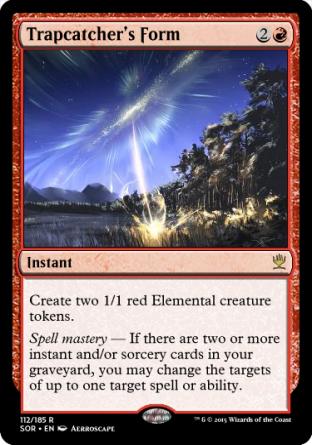 Trapcatcher's Form 2
Instant
Create two 1/1 red Elemental creature
tokens.
Spell mastery — If there are two or more
instant and/or sorcery cards in your
graveyard, you may change the targets
of up to one target spell or ability.
112/185 R
SOR • EN Aeroscape
™ & © 2015 Wizards of the Coast